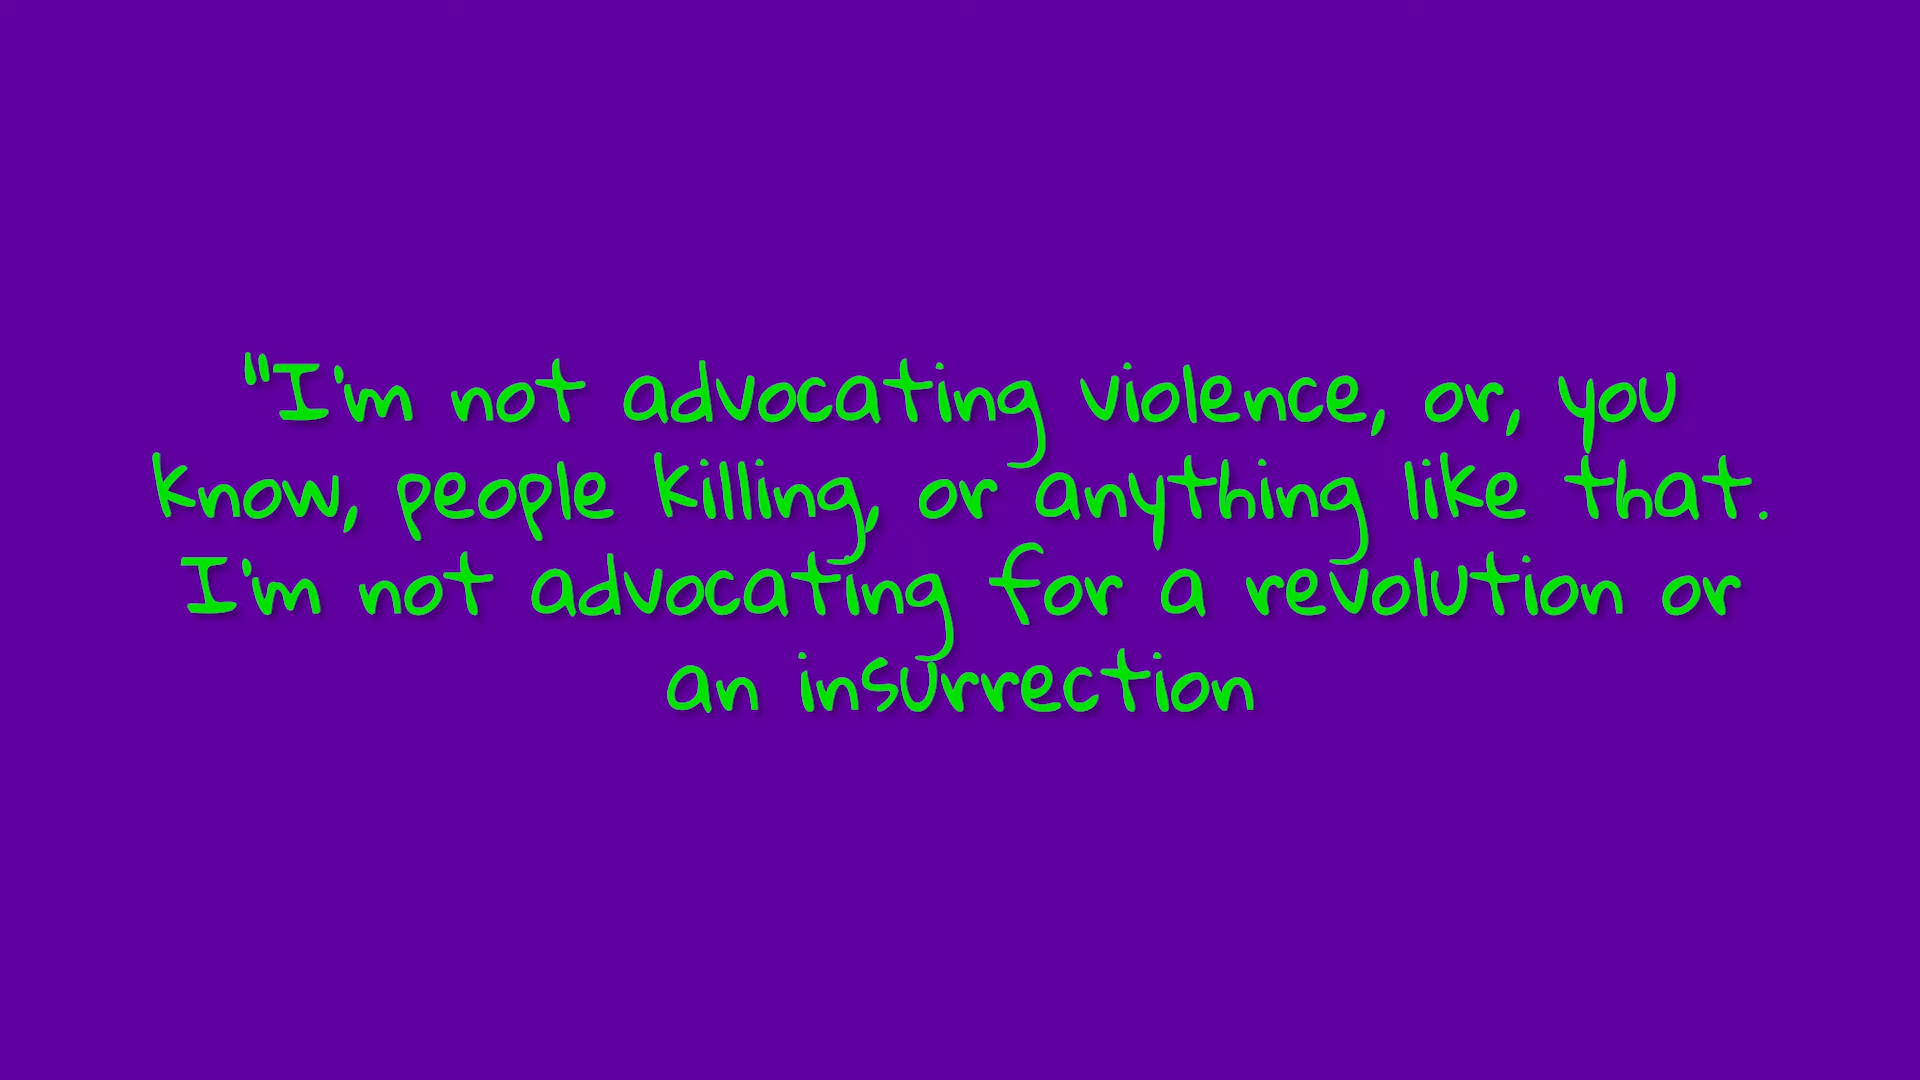 "I'm not advocating violence, or, you
know, people killing, or anything like that.
I'm not advocating for a revolution or
an insurrection